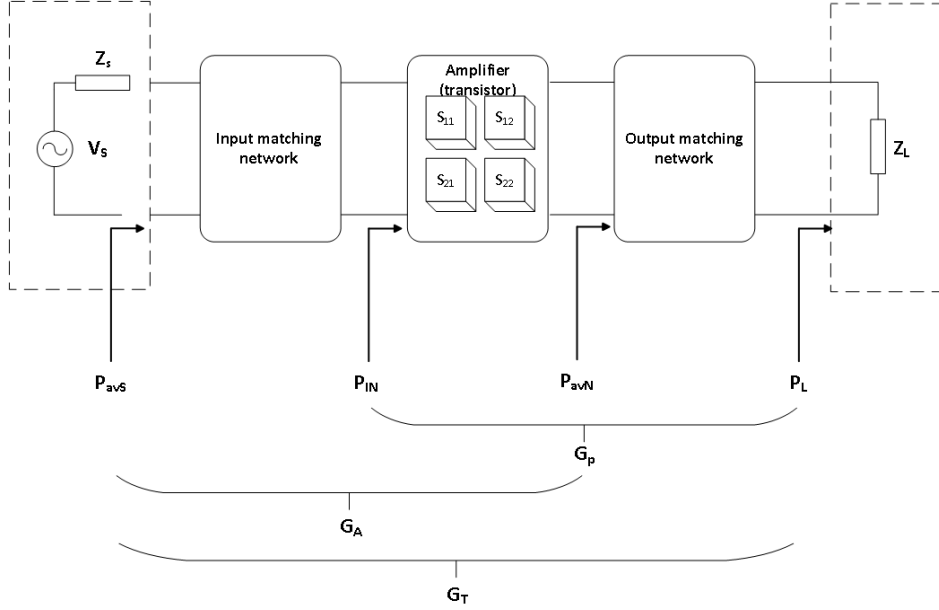 Z_s
V_S
Input matching
network
Amplifier
(transistor)
S_11
S_12
S_21
S_22
Output matching
network
Z_L
P_avS
P_IN
P_avN
P_L
G_p
G_A
G_T